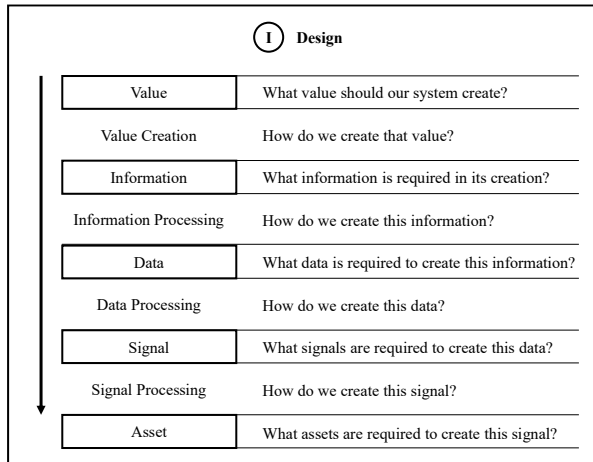 I Design
Value What value should our system create?
Value Creation How do we create that value?
Information What information is required in its creation?
Information Processing How do we create this information?
Data What data is required to create this information?
Data Processing How do we create this data?
Signal What signals are required to create this data?
Signal Processing How do we create this signal?
Asset What assets are required to create this signal?